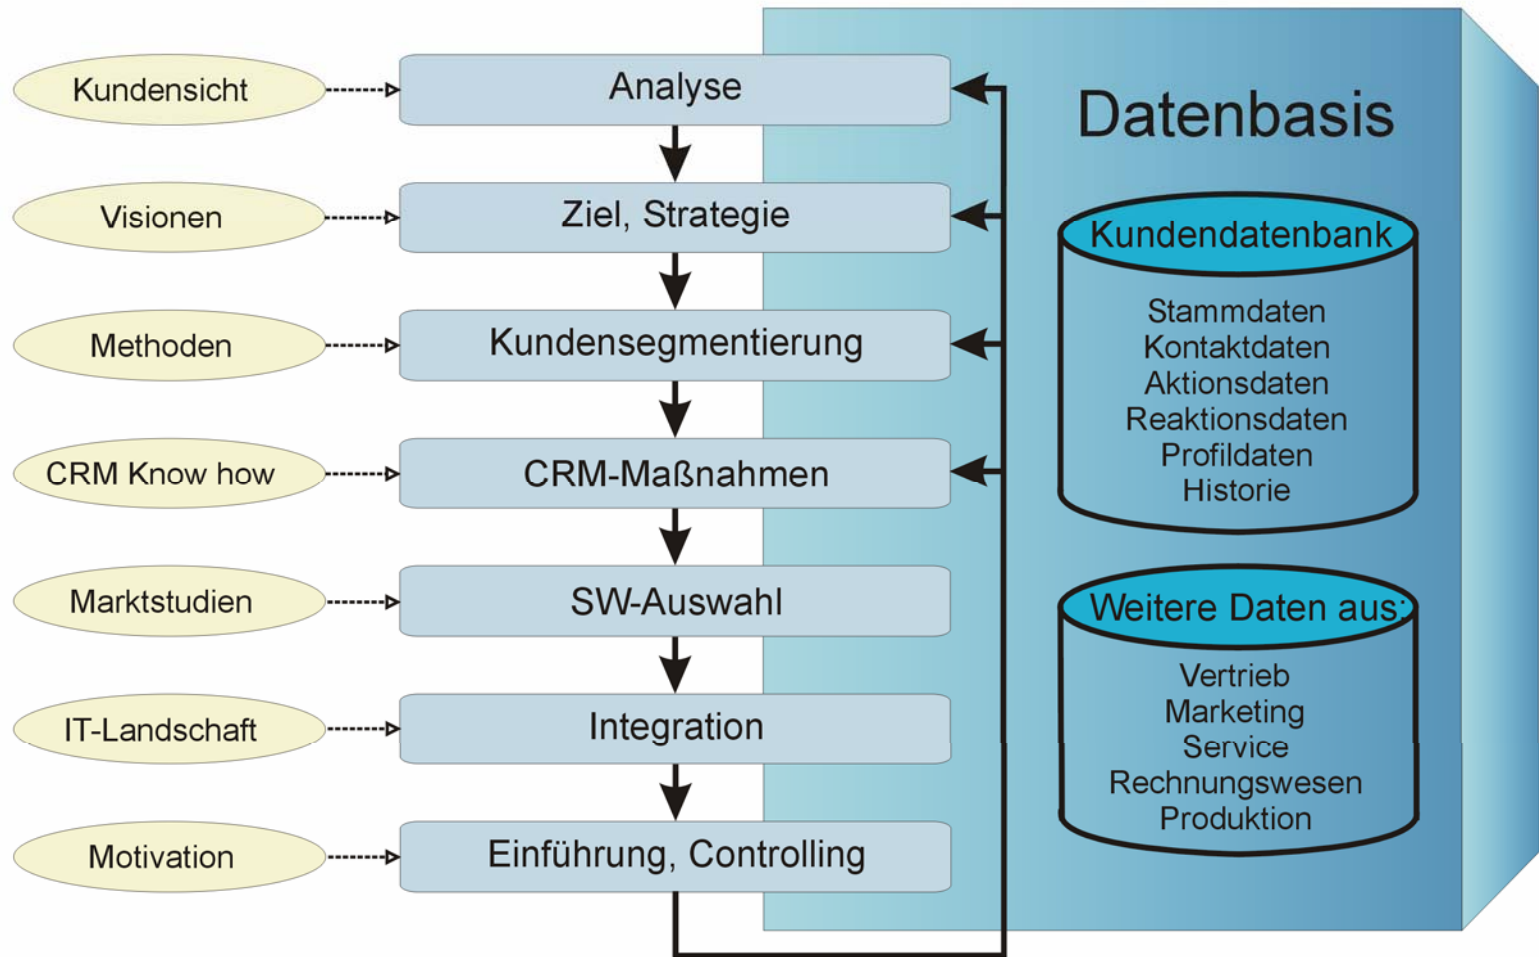 Kundensicht
Analyse
Visionen
Ziel, Strategie
Methoden
Kundensegmentierung
CRM Know how
CRM-Maßnahmen
Marktstudien
SW-Auswahl
IT-Landschaft
Integration
Motivation
Einführung, Controlling
Datenbasis
Kundendatenbank
Stammdaten
Kontaktdaten
Aktionsdaten
Reaktionsdaten
Profildaten
Historie
Weitere Daten aus:
Vertrieb
Marketing
Service
Rechnungswesen
Produktion